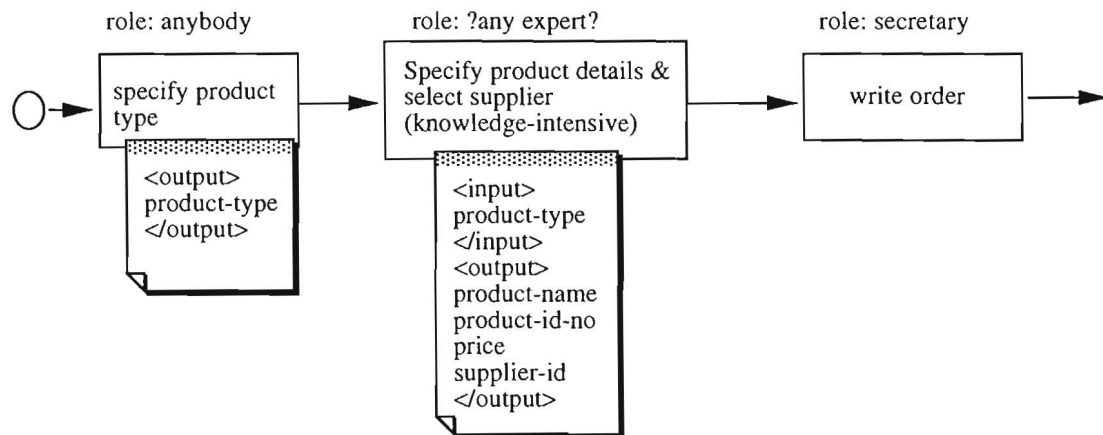 role: anybody
role: ?any expert?
role: secretary
specify product
type
Specify product details &
select supplier
(knowledge-intensive)
write order
<output>
product-type
</output>
<input>
product-type
</input>
<output>
product-name
product-id-no
price
supplier-id
</output>